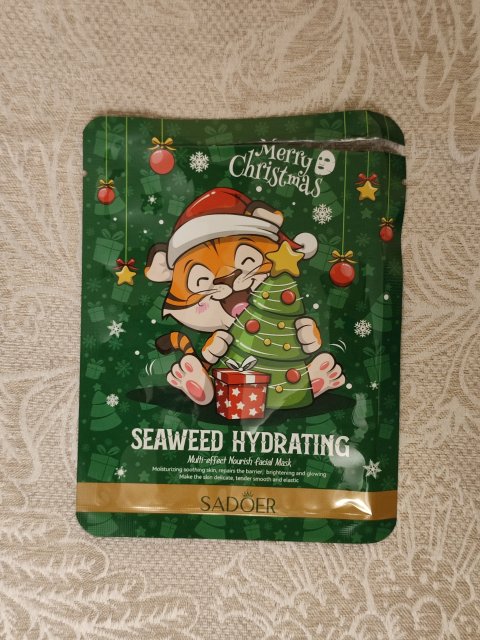 Merry
Christmas
SEAWEED HYDRATING
Multi-effect Nourish facial Mask
Moisturizing soothing skin, repairs the barrier, brightening and glowing
Make the skin delicate, tender smooth and elastic
SADOER